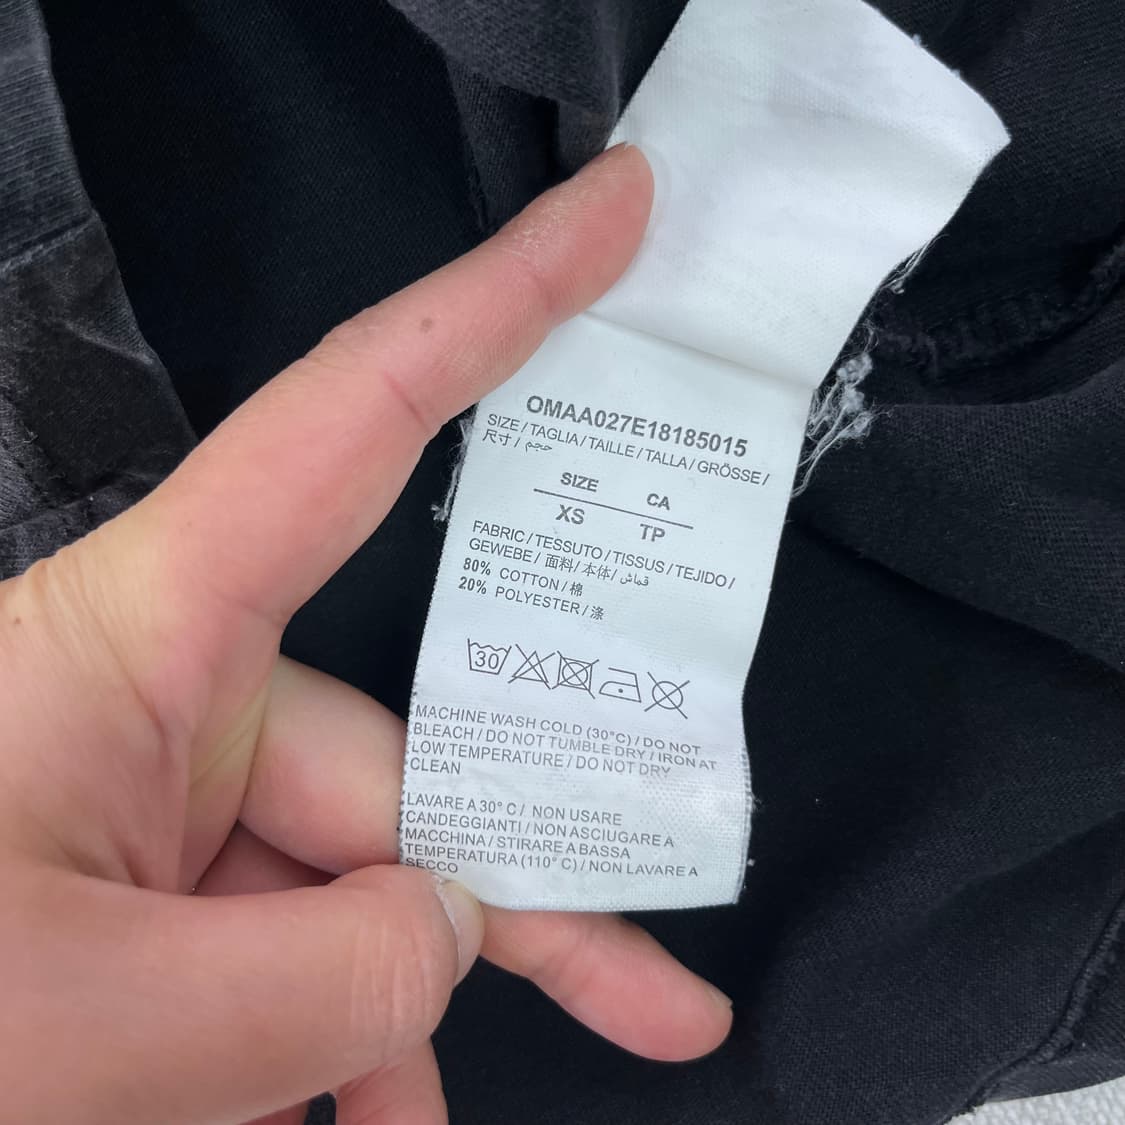 OMAA027E18185015
SIZE / TAGLIA / TAILLE / TALLA / GRÖSSE /
尺寸 / حجم
SIZE CA
XS TP
FABRIC / TESSUTO / TISSUS / TEJIDO /
GEWEBE / 面料 / 本体 / قماش
80% COTTON / 棉
20% POLYESTER / 涤
30
MACHINE WASH COLD (30°C) / DO NOT
BLEACH / DO NOT TUMBLE DRY / IRON AT
LOW TEMPERATURE / DO NOT DRY
CLEAN
LAVARE A 30° C / NON USARE
CANDEGGIANTI / NON ASCIUGARE A
MACCHINA / STIRARE A BASSA
TEMPERATURA (110° C) / NON LAVARE A
SECCO